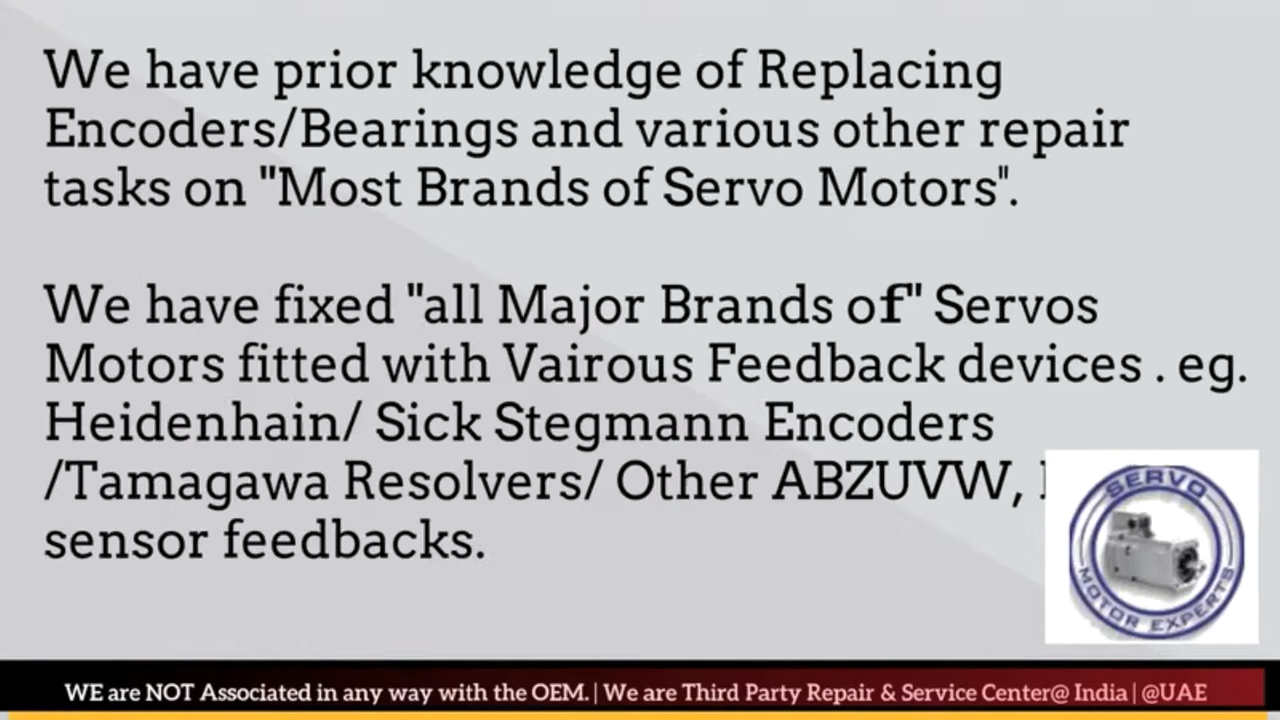 We have prior knowledge of Replacing
Encoders/Bearings and various other repair
tasks on "Most Brands of Servo Motors".
We have fixed "all Major Brands of" Servos
Motors fitted with Vairous Feedback devices . eg.
Heidenhain/ Sick Stegmann Encoders
/Tamagawa Resolvers/ Other ABZUVW,
sensor feedbacks.
SERVO
MOTOR EXPERTS
WE are NOT Associated in any way with the OEM. | We are Third Party Repair & Service Center@ India | @UAE